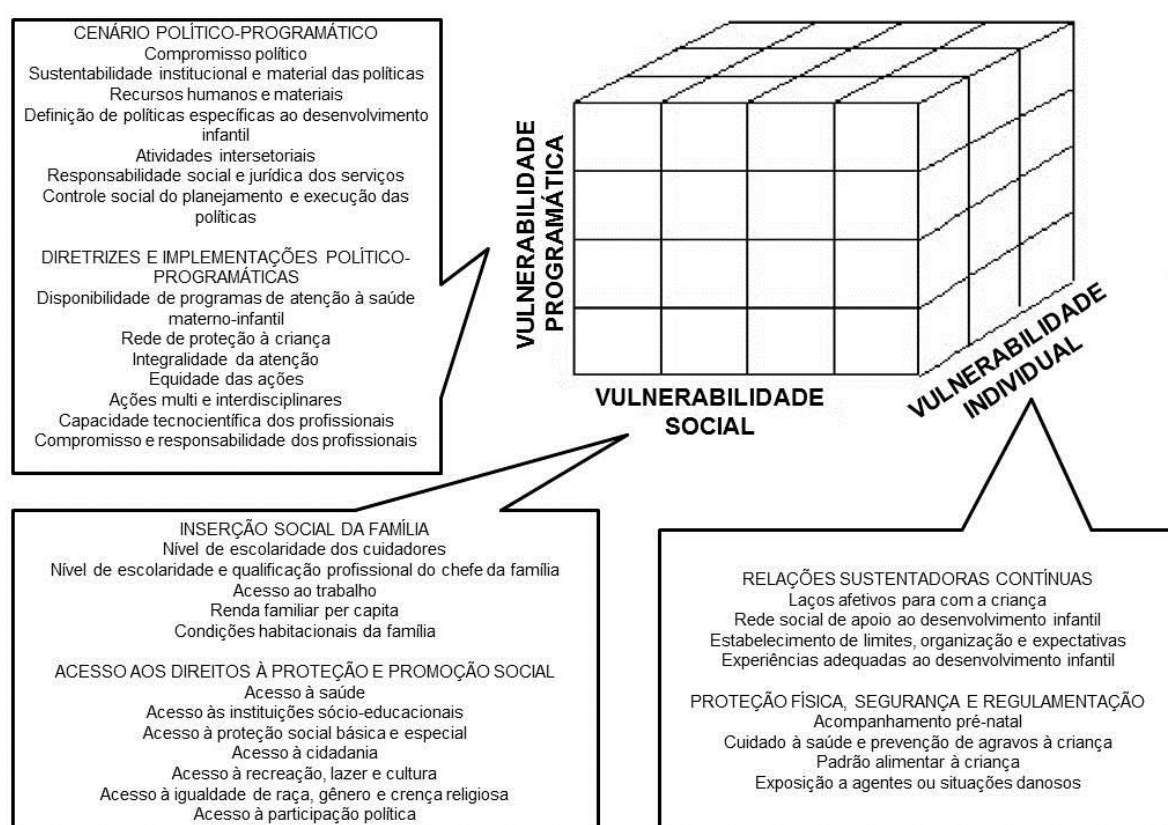 CENÁRIO POLÍTICO-PROGRAMÁTICO
Compromisso político
Sustentabilidade institucional e material das políticas
Recursos humanos e materiais
Definição de políticas específicas ao desenvolvimento
infantil
Atividades intersetoriais
Responsabilidade social e jurídica dos serviços
Controle social do planejamento e execução das
políticas
DIRETRIZES E IMPLEMENTAÇÕES POLÍTICO-
PROGRAMÁTICAS
Disponibilidade de programas de atenção à saúde
materno-infantil
Rede de proteção à criança
Integralidade da atenção
Equidade das ações
Ações multi e interdisciplinares
Capacidade tecnocientífica dos profissionais
Compromisso e responsabilidade dos profissionais
VULNERABILIDADE
PROGRAMÁTICA
VULNERABILIDADE
SOCIAL
VULNERABILIDADE
INDIVIDUAL
INSERÇÃO SOCIAL DA FAMÍLIA
Nível de escolaridade dos cuidadores
Nível de escolaridade e qualificação profissional do chefe da família
Acesso ao trabalho
Renda familiar per capita
Condições habitacionais da família
ACESSO AOS DIREITOS À PROTEÇÃO E PROMOÇÃO SOCIAL
Acesso à saúde
Acesso às instituições sócio-educacionais
Acesso à proteção social básica e especial
Acesso à cidadania
Acesso à recreação, lazer e cultura
Acesso à igualdade de raça, gênero e crença religiosa
Acesso à participação política
RELAÇÕES SUSTENTADORAS CONTÍNUAS
Laços afetivos para com a criança
Rede social de apoio ao desenvolvimento infantil
Estabelecimento de limites, organização e expectativas
Experiências adequadas ao desenvolvimento infantil
PROTEÇÃO FÍSICA, SEGURANÇA E REGULAMENTAÇÃO
Acompanhamento pré-natal
Cuidado à saúde e prevenção de agravos à criança
Padrão alimentar à criança
Exposição a agentes ou situações danosos